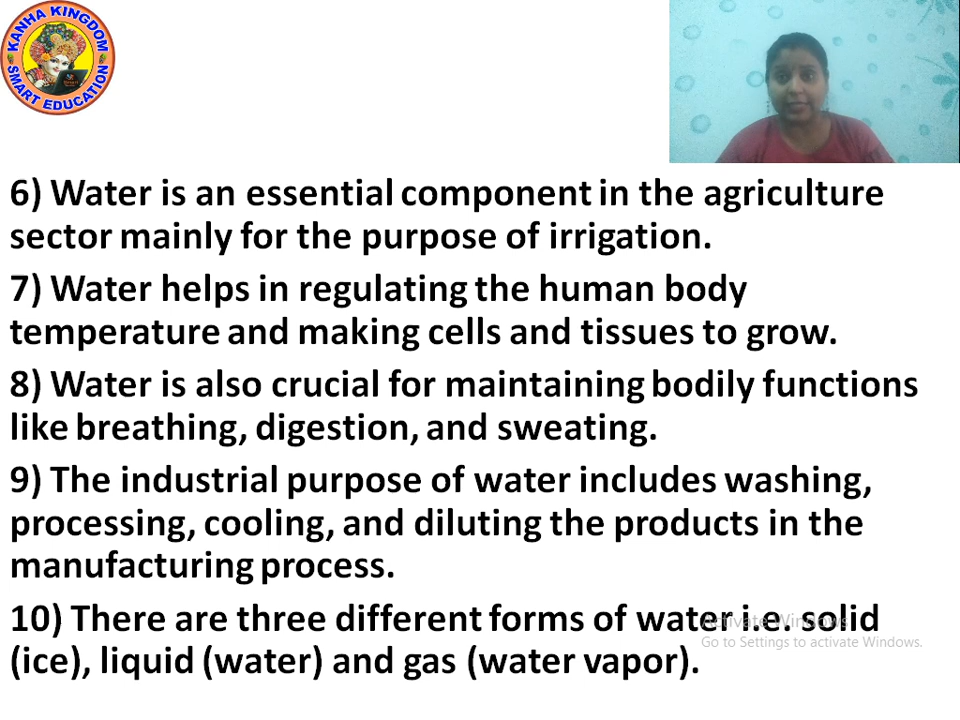 KANHA KINGDOM
SMART EDUCATION
6) Water is an essential component in the agriculture
sector mainly for the purpose of irrigation.
7) Water helps in regulating the human body
temperature and making cells and tissues to grow.
8) Water is also crucial for maintaining bodily functions
like breathing, digestion, and sweating.
9) The industrial purpose of water includes washing,
processing, cooling, and diluting the products in the
manufacturing process.
10) There are three different forms of water i.e. solid
(ice), liquid (water) and gas (water vapor).
Activate Windows
Go to Settings to activate Windows.